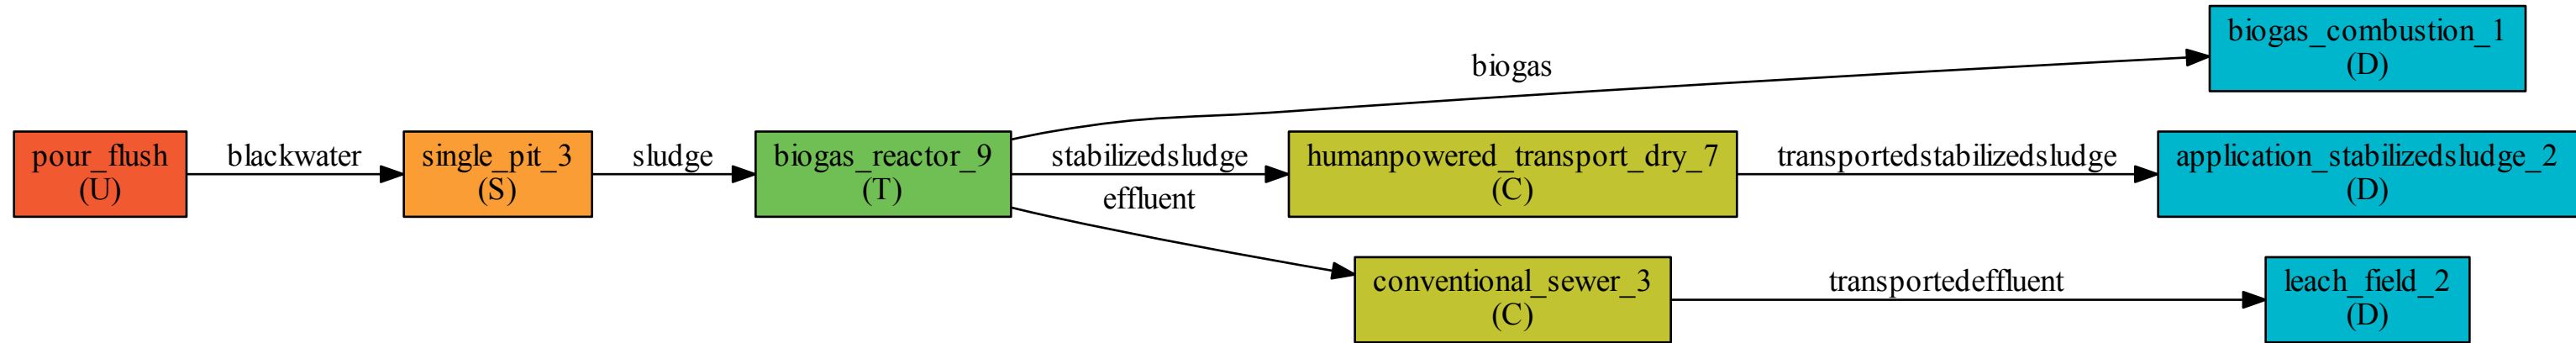 pour_flush
(U)
blackwater
single_pit_3
(S)
sludge
biogas_reactor_9
(T)
biogas
biogas_combustion_1
(D)
stabilizedsludge
humanpowered_transport_dry_7
(C)
transportedstabilizedsludge
application_stabilizedsludge_2
(D)
effluent
conventional_sewer_3
(C)
transportedeffluent
leach_field_2
(D)